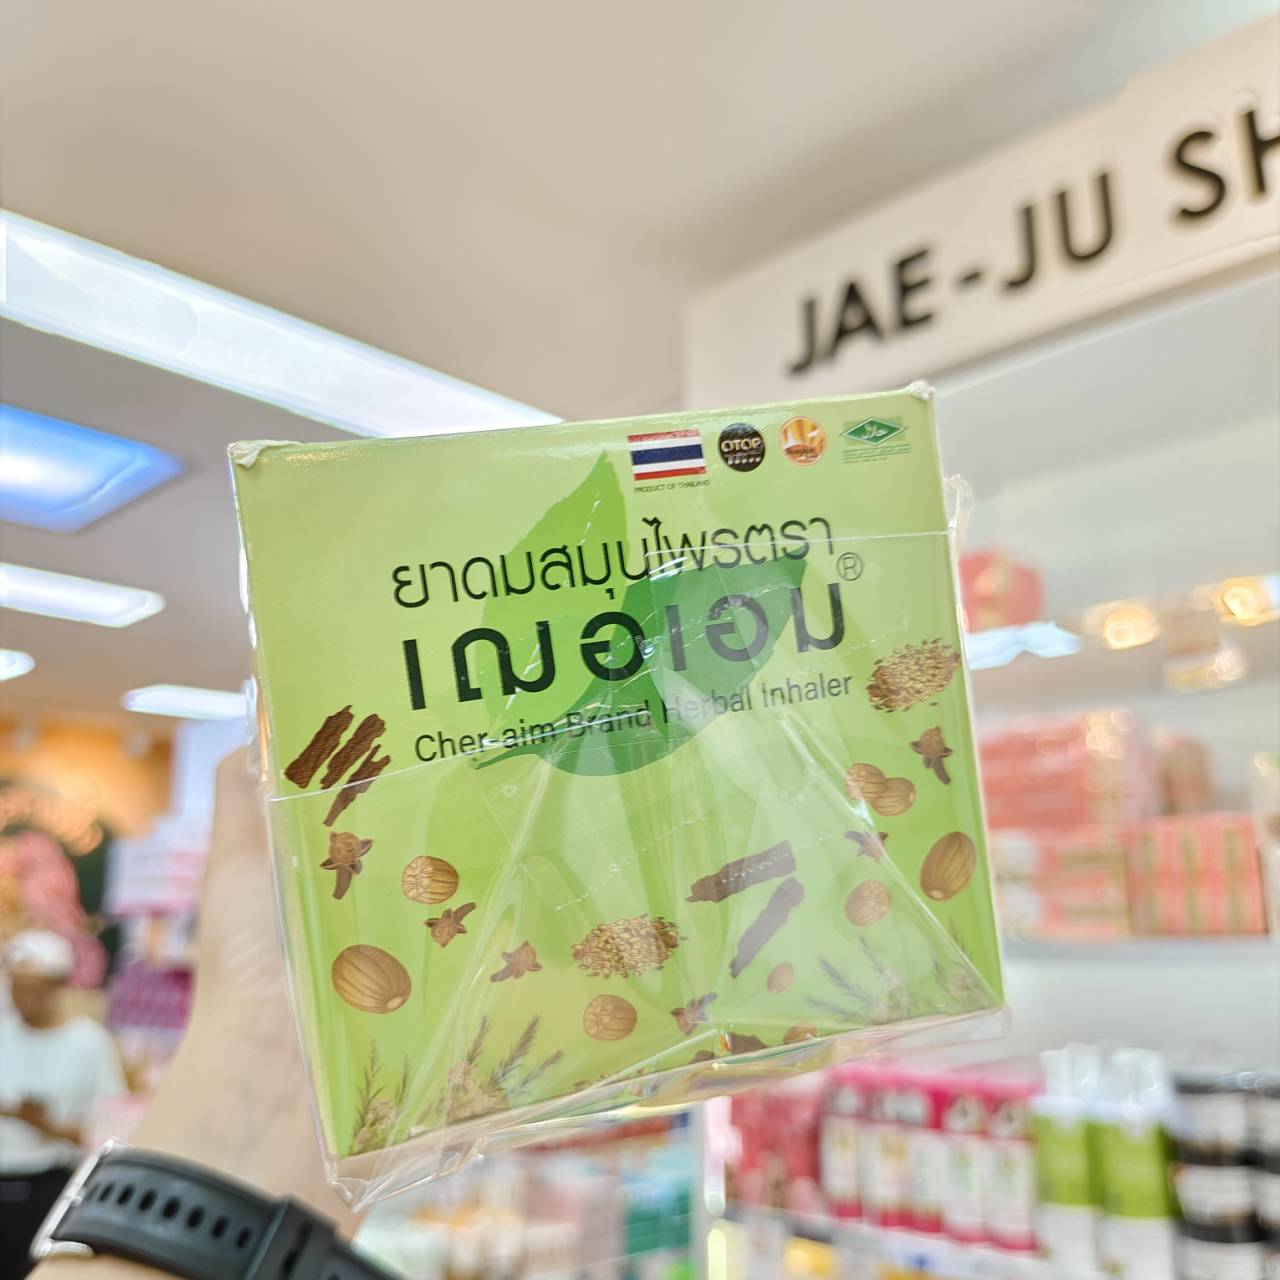 JAE-JU SH
OTOP
حلال
PRODUCT OF THAILAND
ยาดมสมุนไพรตรา
เฌอเอม®
Cher-aim Brand Herbal Inhaler